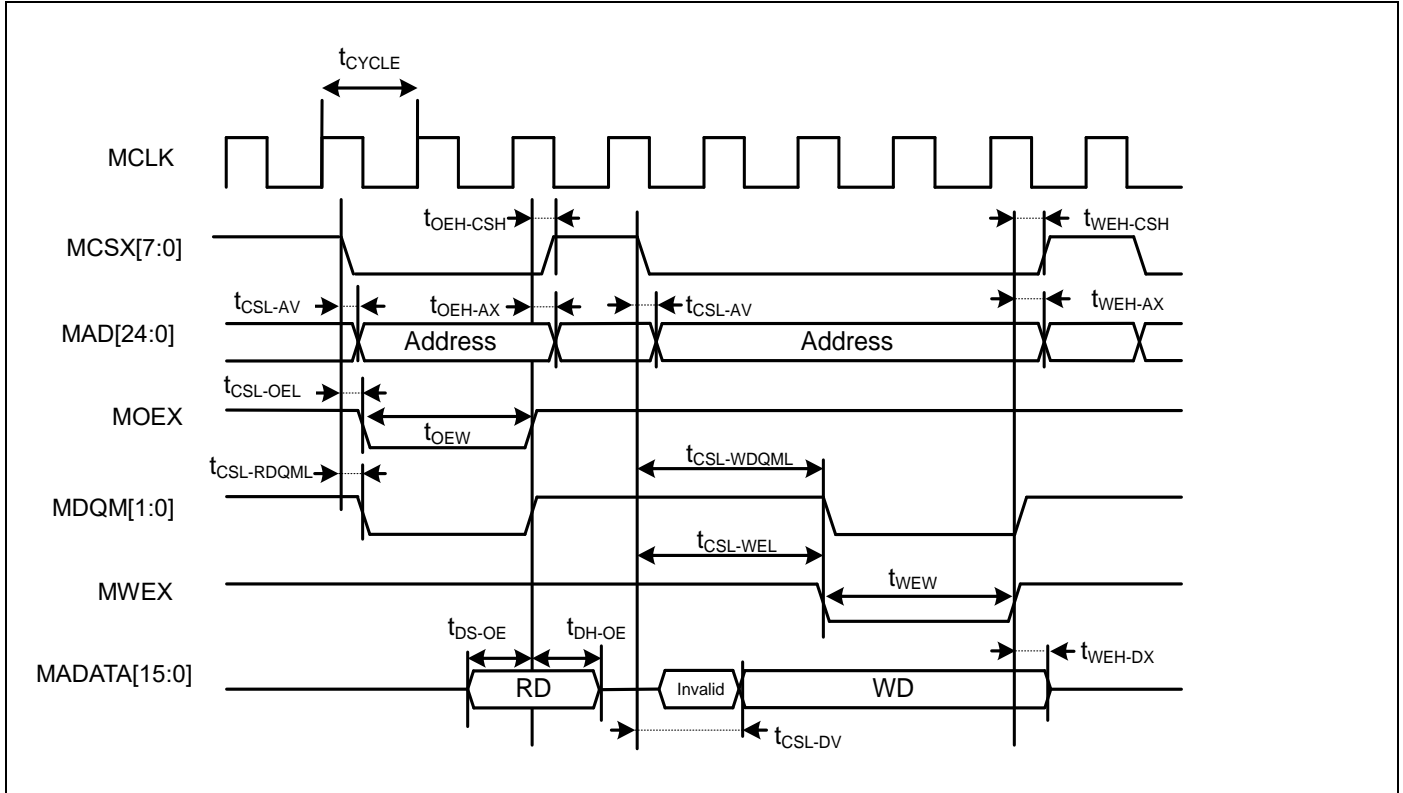 tCYCLE
MCLK
tOEH-CSH
tWEH-CSH
MCSX[7:0]
tCSL-AV
tOEH-AX
tCSL-AV
tWEH-AX
MAD[24:0]
Address
Address
tCSL-OEL
MOEX
tOEW
tCSL-WDQML
tCSL-RDQML
MDQM[1:0]
tCSL-WEL
MWEX
tWEW
tDS-OE
tDH-OE
tWEH-DX
MADATA[15:0]
RD
Invalid
WD
tCSL-DV